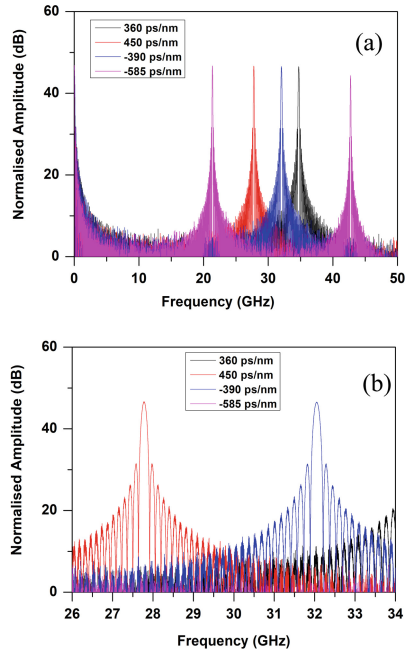 60
40
20
0
0 10 20 30 40 50
Normalised Amplitude (dB)
Frequency (GHz)
360 ps/nm
450 ps/nm
-390 ps/nm
-585 ps/nm
(a)
60
40
20
0
26 27 28 29 30 31 32 33 34
Normalised Amplitude (dB)
Frequency (GHz)
360 ps/nm
450 ps/nm
-390 ps/nm
-585 ps/nm
(b)